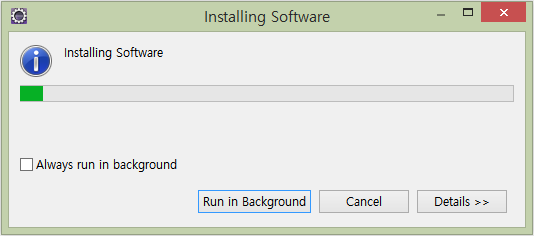 Installing Software
Installing Software
Always run in background
Run in Background
Cancel
Details >>